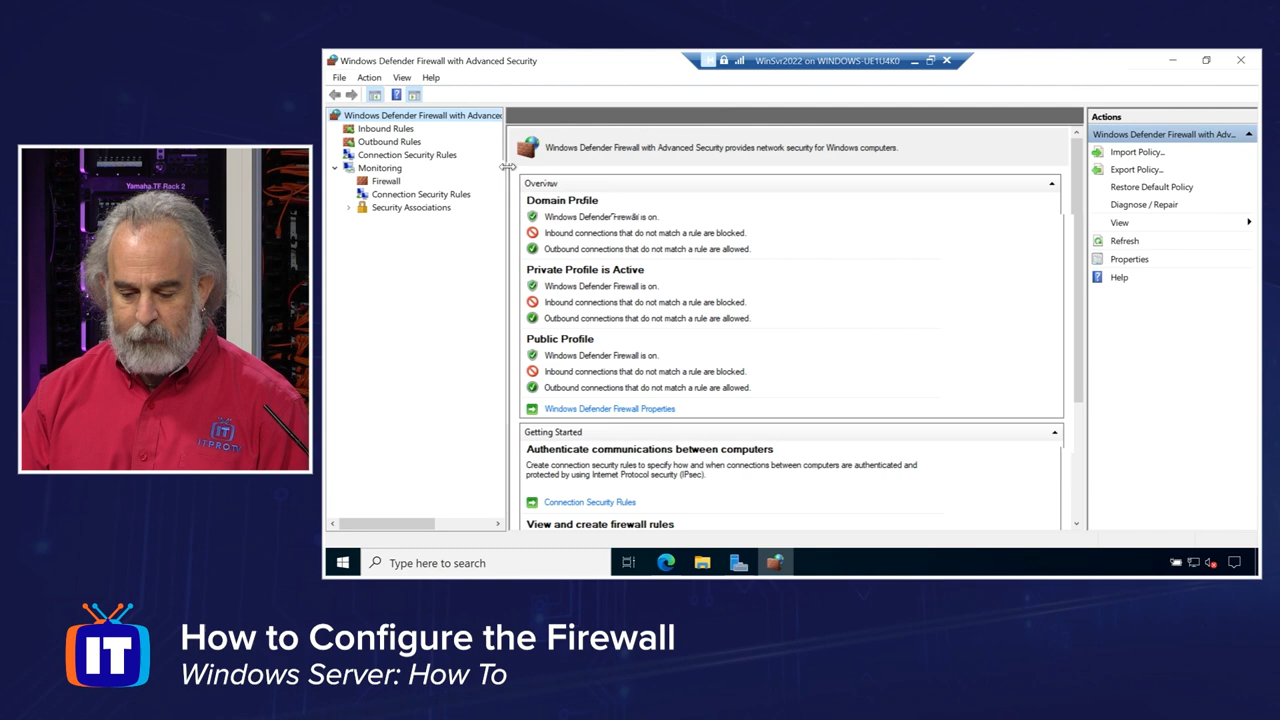 Yamaha TF Rack 2
IT
ITPROTV
Windows Defender Firewall with Advanced Security
WinSvr2022 on WINDOWS-UE1U4K0
File Action View Help
Windows Defender Firewall with Advanced
Inbound Rules
Outbound Rules
Connection Security Rules
Monitoring
Firewall
Connection Security Rules
Security Associations
Windows Defender Firewall with Advanced Security provides network security for Windows computers.
Overview
Domain Profile
Windows Defender Firewall is on.
Inbound connections that do not match a rule are blocked.
Outbound connections that do not match a rule are allowed.
Private Profile is Active
Windows Defender Firewall is on.
Inbound connections that do not match a rule are blocked.
Outbound connections that do not match a rule are allowed.
Public Profile
Windows Defender Firewall is on.
Inbound connections that do not match a rule are blocked.
Outbound connections that do not match a rule are allowed.
Windows Defender Firewall Properties
Getting Started
Authenticate communications between computers
Create connection security rules to specify how and when connections between computers are authenticated and
protected by using Internet Protocol security (IPsec).
Connection Security Rules
View and create firewall rules
Actions
Windows Defender Firewall with Adv...
Import Policy...
Export Policy...
Restore Default Policy
Diagnose / Repair
View
Refresh
Properties
Help
Type here to search
IT
How to Configure the Firewall
Windows Server: How To